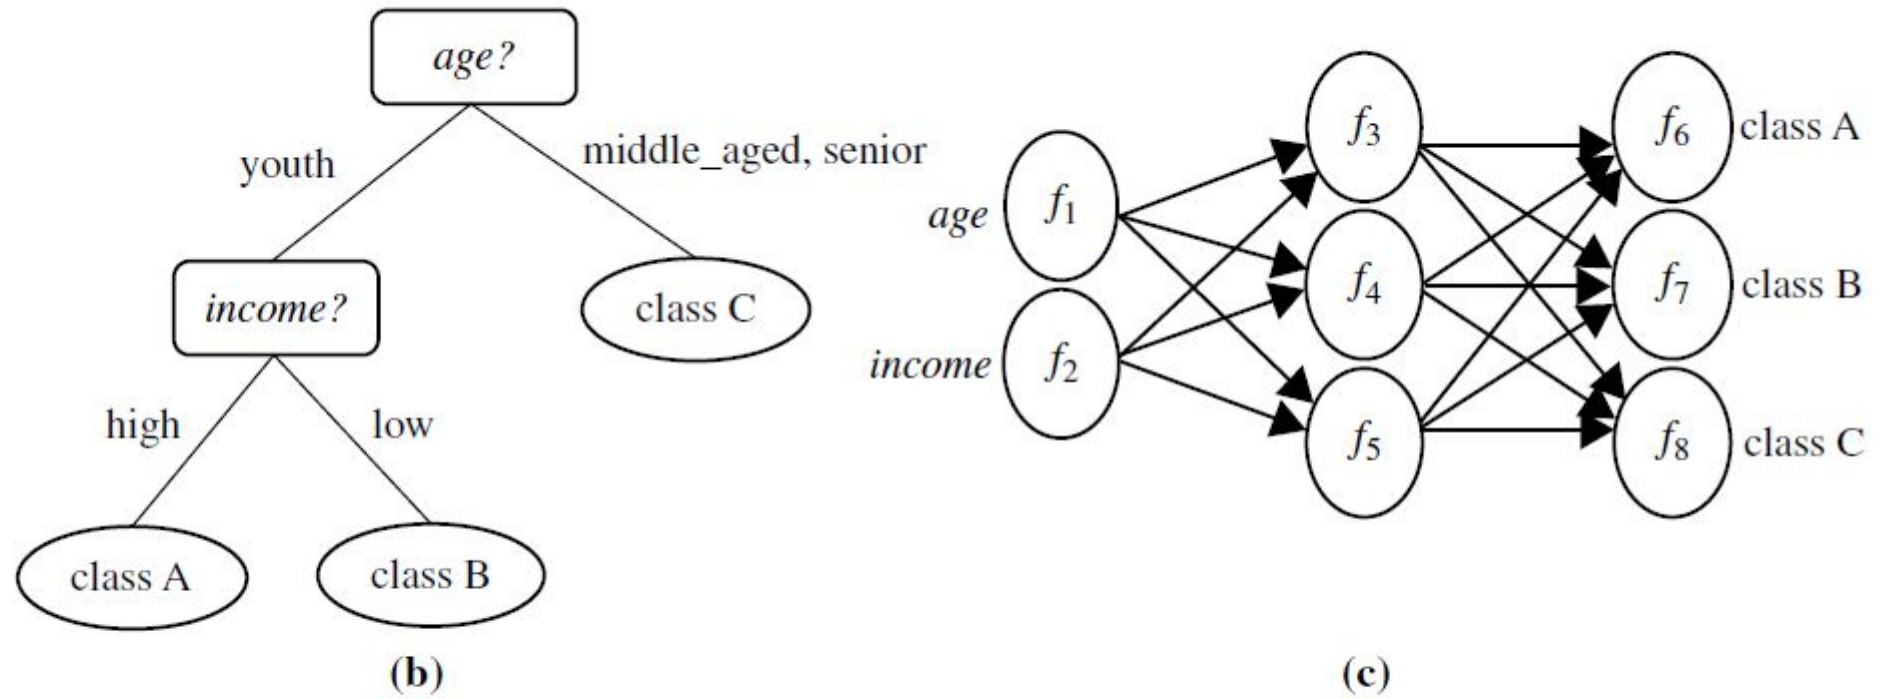 age?
youth
middle_aged, senior
income?
class C
high
low
class A
class B
(b)
age
f1
income
f2
f3
f4
f5
f6
class A
f7
class B
f8
class C
(c)